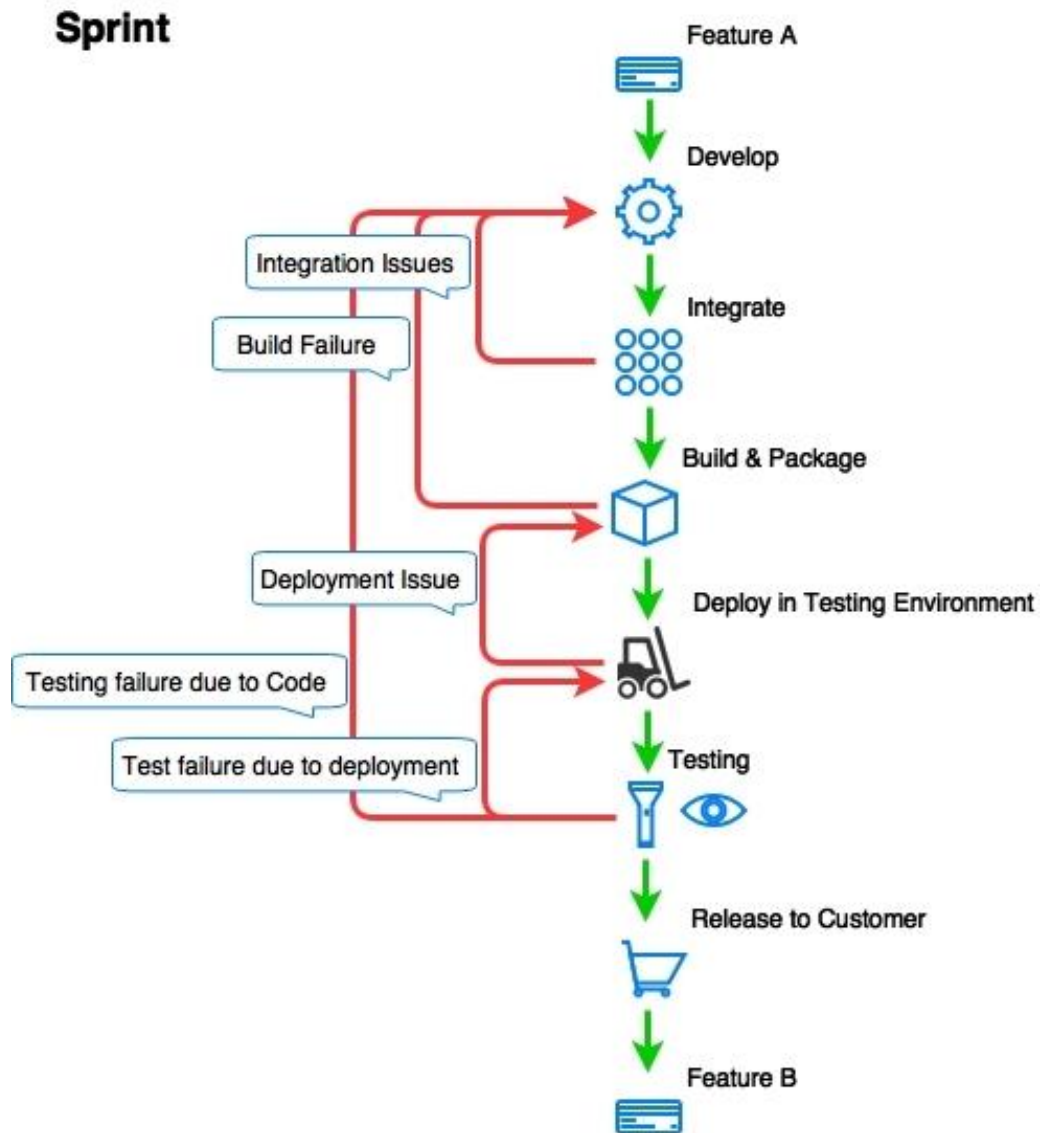 Sprint
Feature A
Develop
Integration Issues
Integrate
Build Failure
Build & Package
Deployment Issue
Deploy in Testing Environment
Testing failure due to Code
Test failure due to deployment
Testing
Release to Customer
Feature B